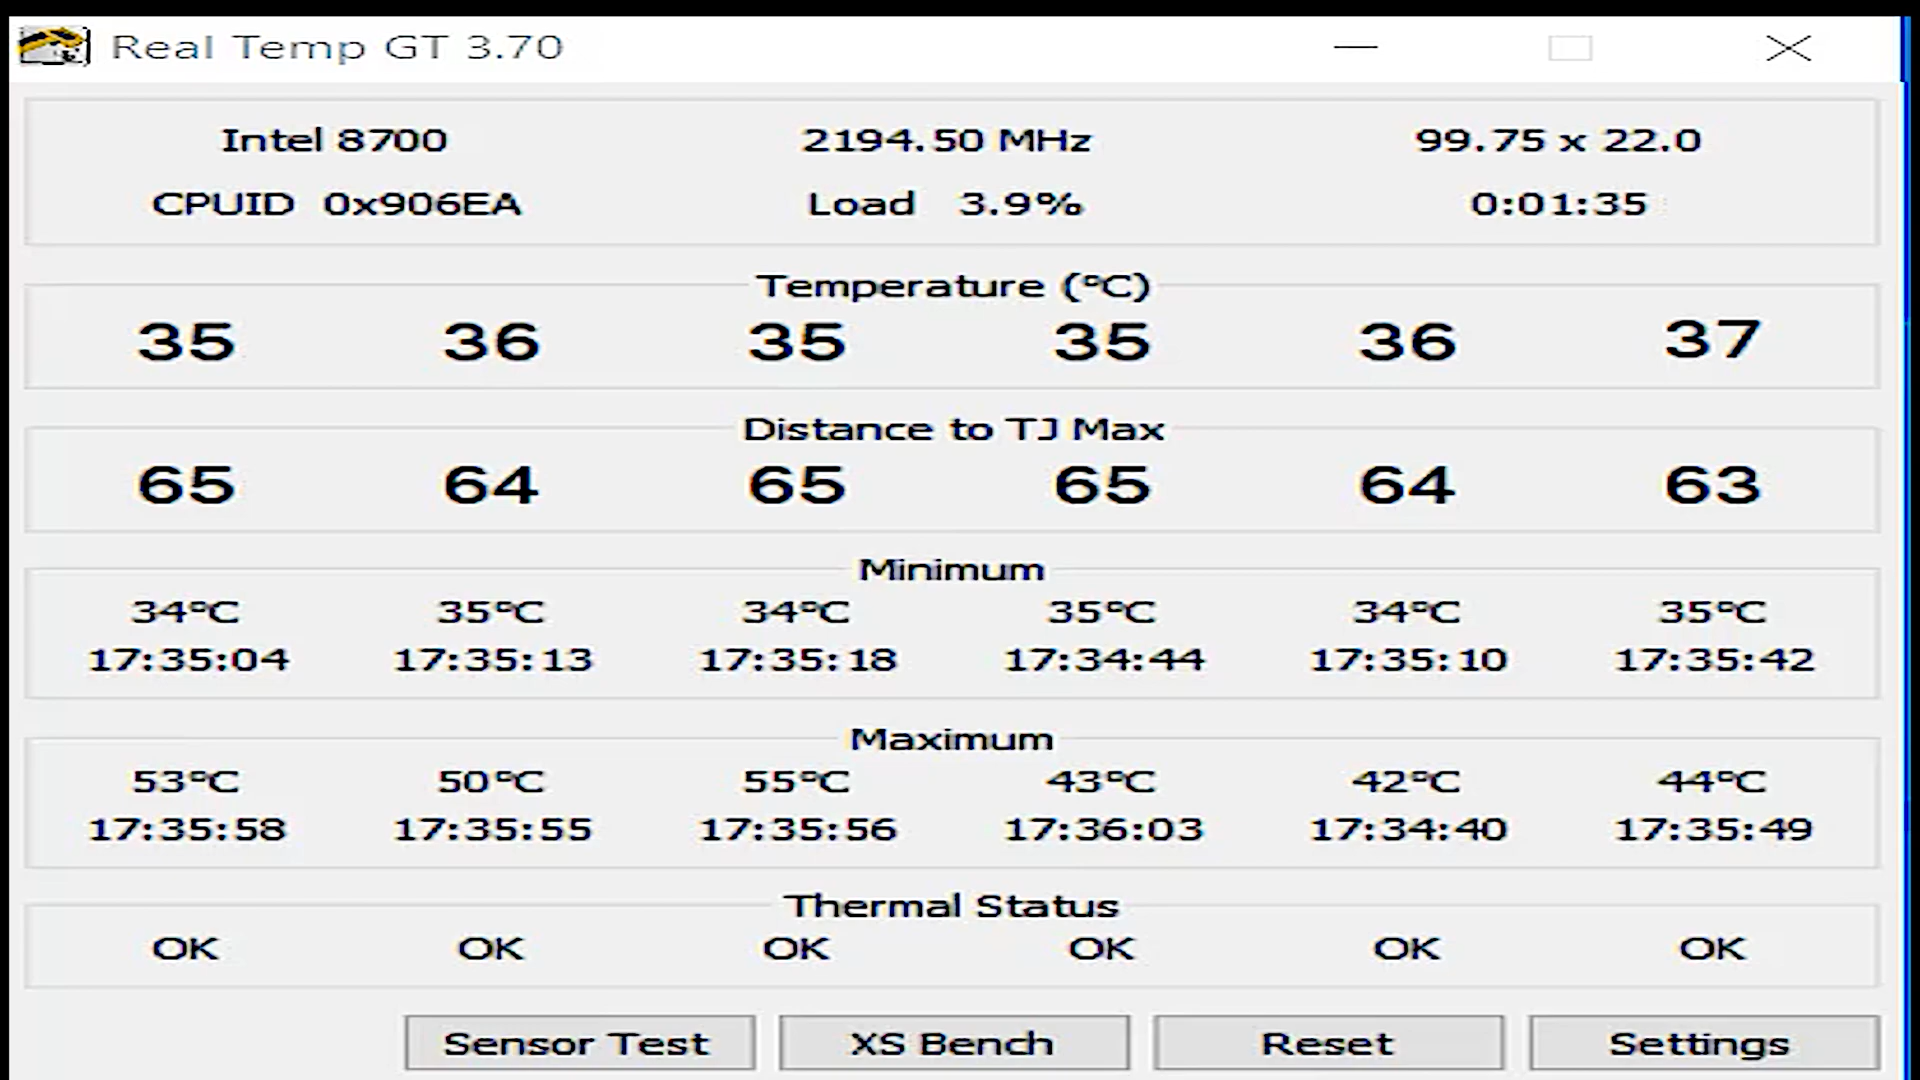 Real Temp GT 3.70
Intel 8700 2194.50 MHz 99.75 x 22.0
CPUID 0x906EA Load 3.9% 0:01:35
Temperature (°C)
35 36 35 35 36 37
Distance to TJ Max
65 64 65 65 64 63
Minimum
34°C 35°C 34°C 35°C 34°C 35°C
17:35:04 17:35:13 17:35:18 17:34:44 17:35:10 17:35:42
Maximum
53°C 50°C 55°C 43°C 42°C 44°C
17:35:58 17:35:55 17:35:56 17:36:03 17:34:40 17:35:49
Thermal Status
OK OK OK OK OK OK
Sensor Test XS Bench Reset Settings